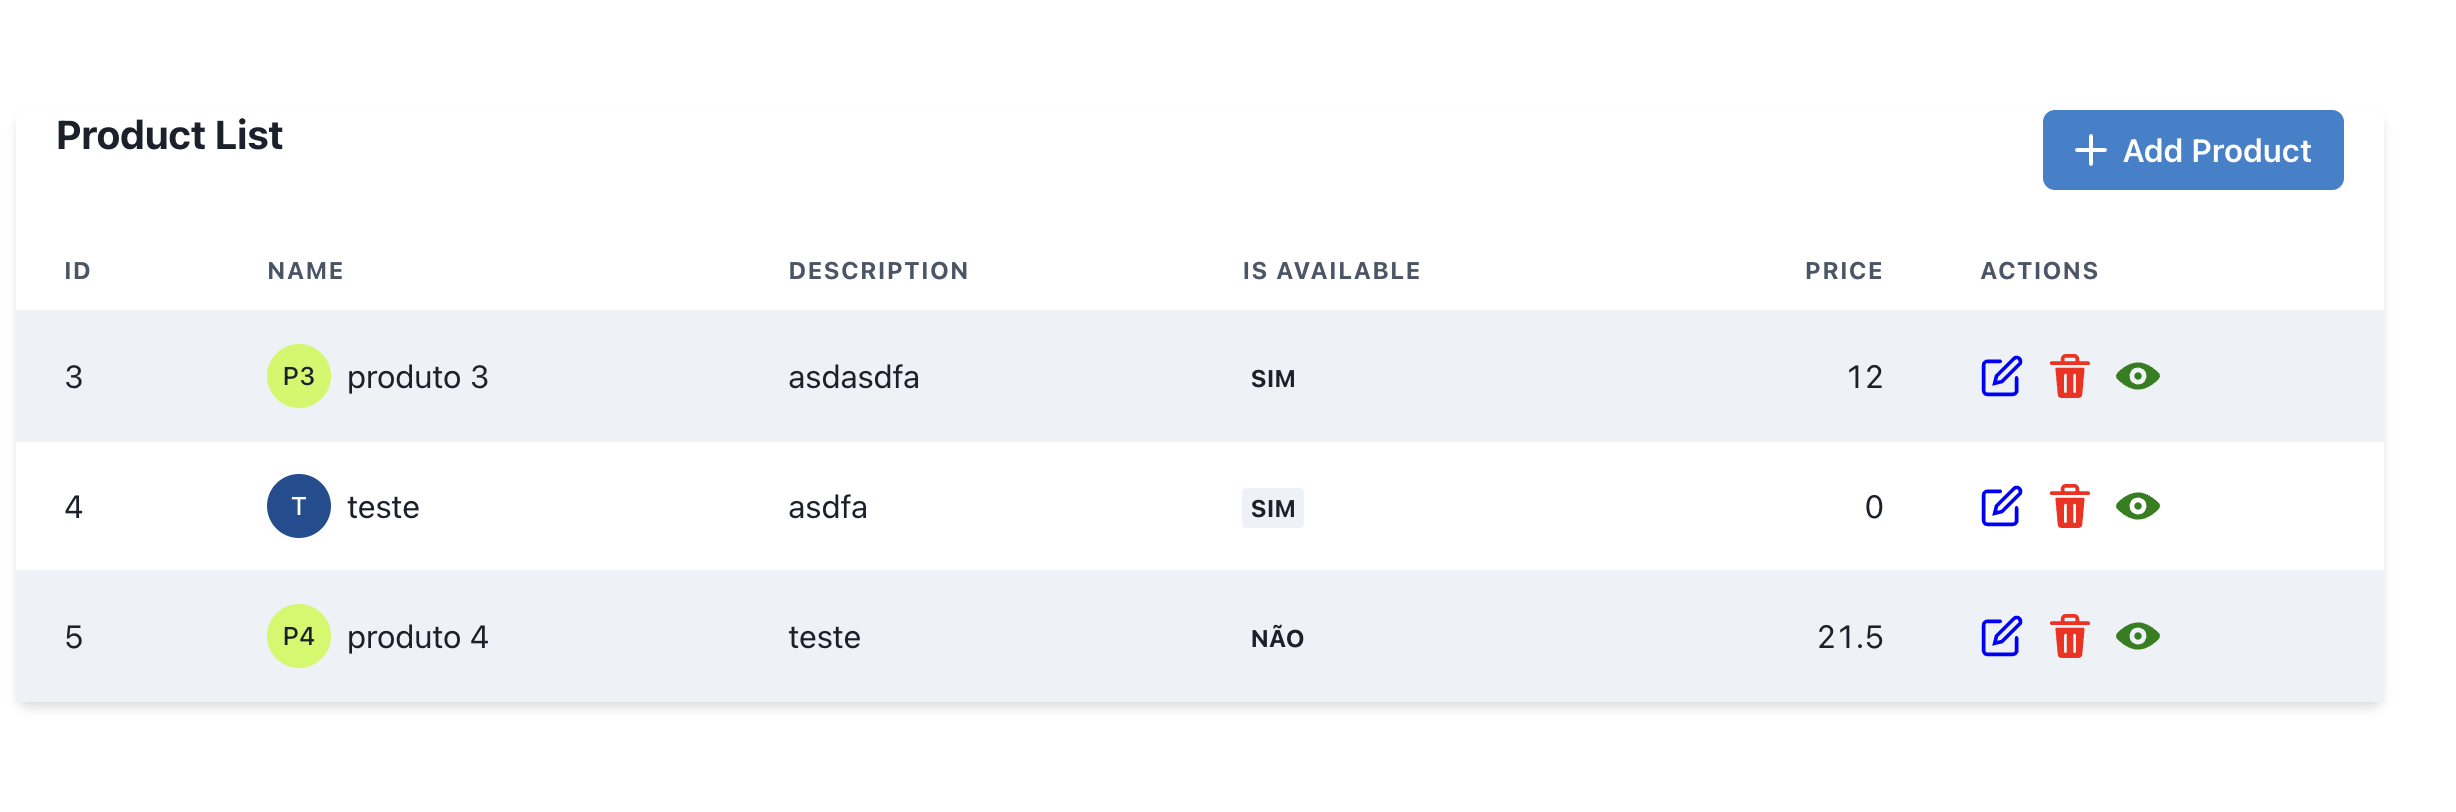 Product List
Add Product
ID NAME DESCRIPTION IS AVAILABLE PRICE ACTIONS
3 P3 produto 3 asdasdfa SIM 12
4 T teste asdfa SIM 0
5 P4 produto 4 teste NÃO 21.5